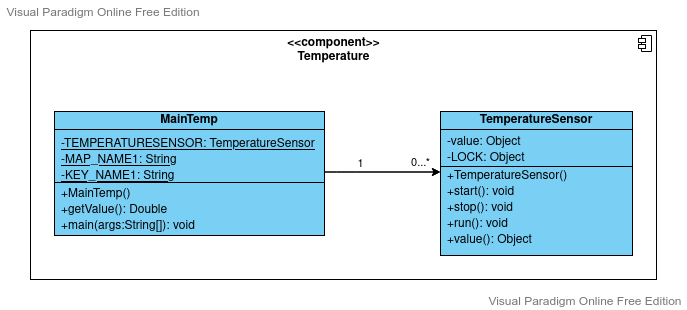 Visual Paradigm Online Free Edition
<<component>>
Temperature
MainTemp
-TEMPERATURESENSOR: TemperatureSensor
-MAP_NAME1: String
-KEY_NAME1: String
+MainTemp()
+getValue(): Double
+main(args:String[]): void
1
0...*
TemperatureSensor
-value: Object
-LOCK: Object
+TemperatureSensor()
+start(): void
+stop(): void
+run(): void
+value(): Object
Visual Paradigm Online Free Edition